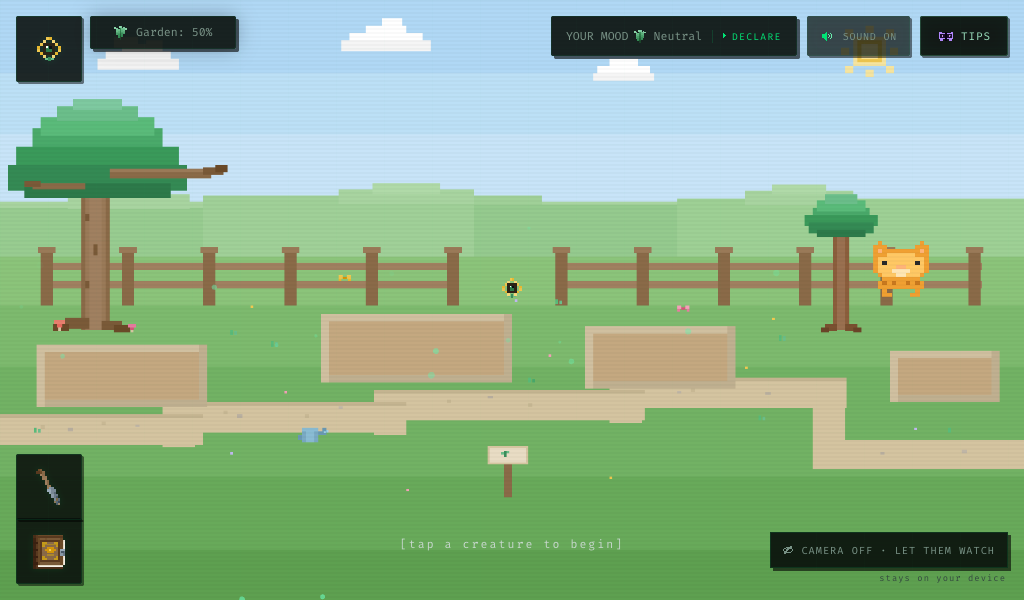 Garden: 50%
YOUR MOOD Neutral DECLARE
SOUND ON
TIPS
[tap a creature to begin]
CAMERA OFF · LET THEM WATCH
stays on your device